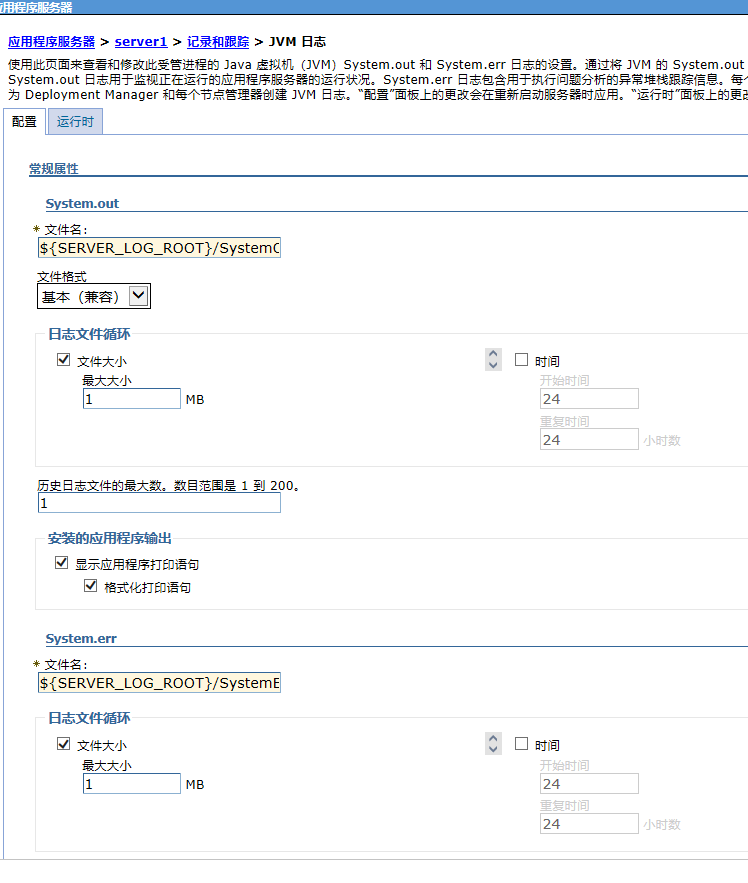 应用程序服务器
应用程序服务器 > server1 > 记录和跟踪 > JVM 日志
使用此页面来查看和修改此受管进程的 Java 虚拟机（JVM）System.out 和 System.err 日志的设置。通过将 JVM 的 System.out
System.out 日志用于监视正在运行的应用程序服务器的运行状况。System.err 日志包含用于执行问题分析的异常堆栈跟踪信息。每
为 Deployment Manager 和每个节点管理器创建 JVM 日志。“配置”面板上的更改会在重新启动服务器时应用。“运行时”面板上的更
配置 运行时
常规属性
System.out
* 文件名:
${SERVER_LOG_ROOT}/System
文件格式
基本（兼容）
日志文件循环
文件大小 时间
最大大小 开始时间
1 MB 24
重复时间
24 小时数
历史日志文件的最大数。数目范围是 1 到 200。
1
安装的应用程序输出
显示应用程序打印语句
格式化打印语句
System.err
* 文件名:
${SERVER_LOG_ROOT}/SystemE
日志文件循环
文件大小 时间
最大大小 开始时间
1 MB 24
重复时间
24 小时数